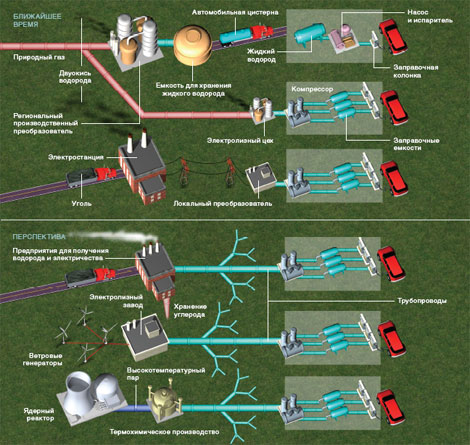 БЛИЖАЙШЕЕ
ВРЕМЯ
Автомобильная цистерна
Насос
и испаритель
Природный газ
Двуокись
водорода
Емкость для хранения
жидкого водорода
Жидкий
водород
Заправочная
колонка
Региональный
производственный
преобразователь
Компрессор
Электролизный цех
Заправочные
емкости
Электростанция
Уголь
Локальный преобразователь
ПЕРСПЕКТИВА
Предприятия для получения
водорода и электричества
Электролизный
завод
Хранение
углерода
Трубопроводы
Ветровые
генераторы
Высокотемпературный
пар
Ядерный
реактор
Термохимическое производство